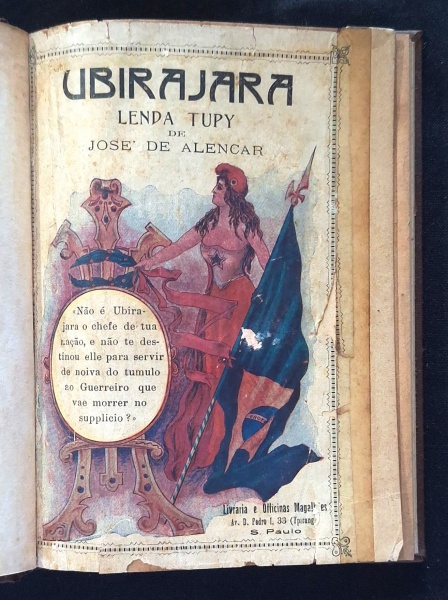 UBIRAJARA
LENDA TUPY
DE
JOSE' DE ALENCAR
«Não é Ubira-
jara o chefe de tua
nação, e não te des-
tinou elle para servir
de noiva do tumulo
ao Guerreiro que
vae morrer no
supplicio?»
Livraria e Officinas
Av. D. Pedro I, 33
S. Paulo